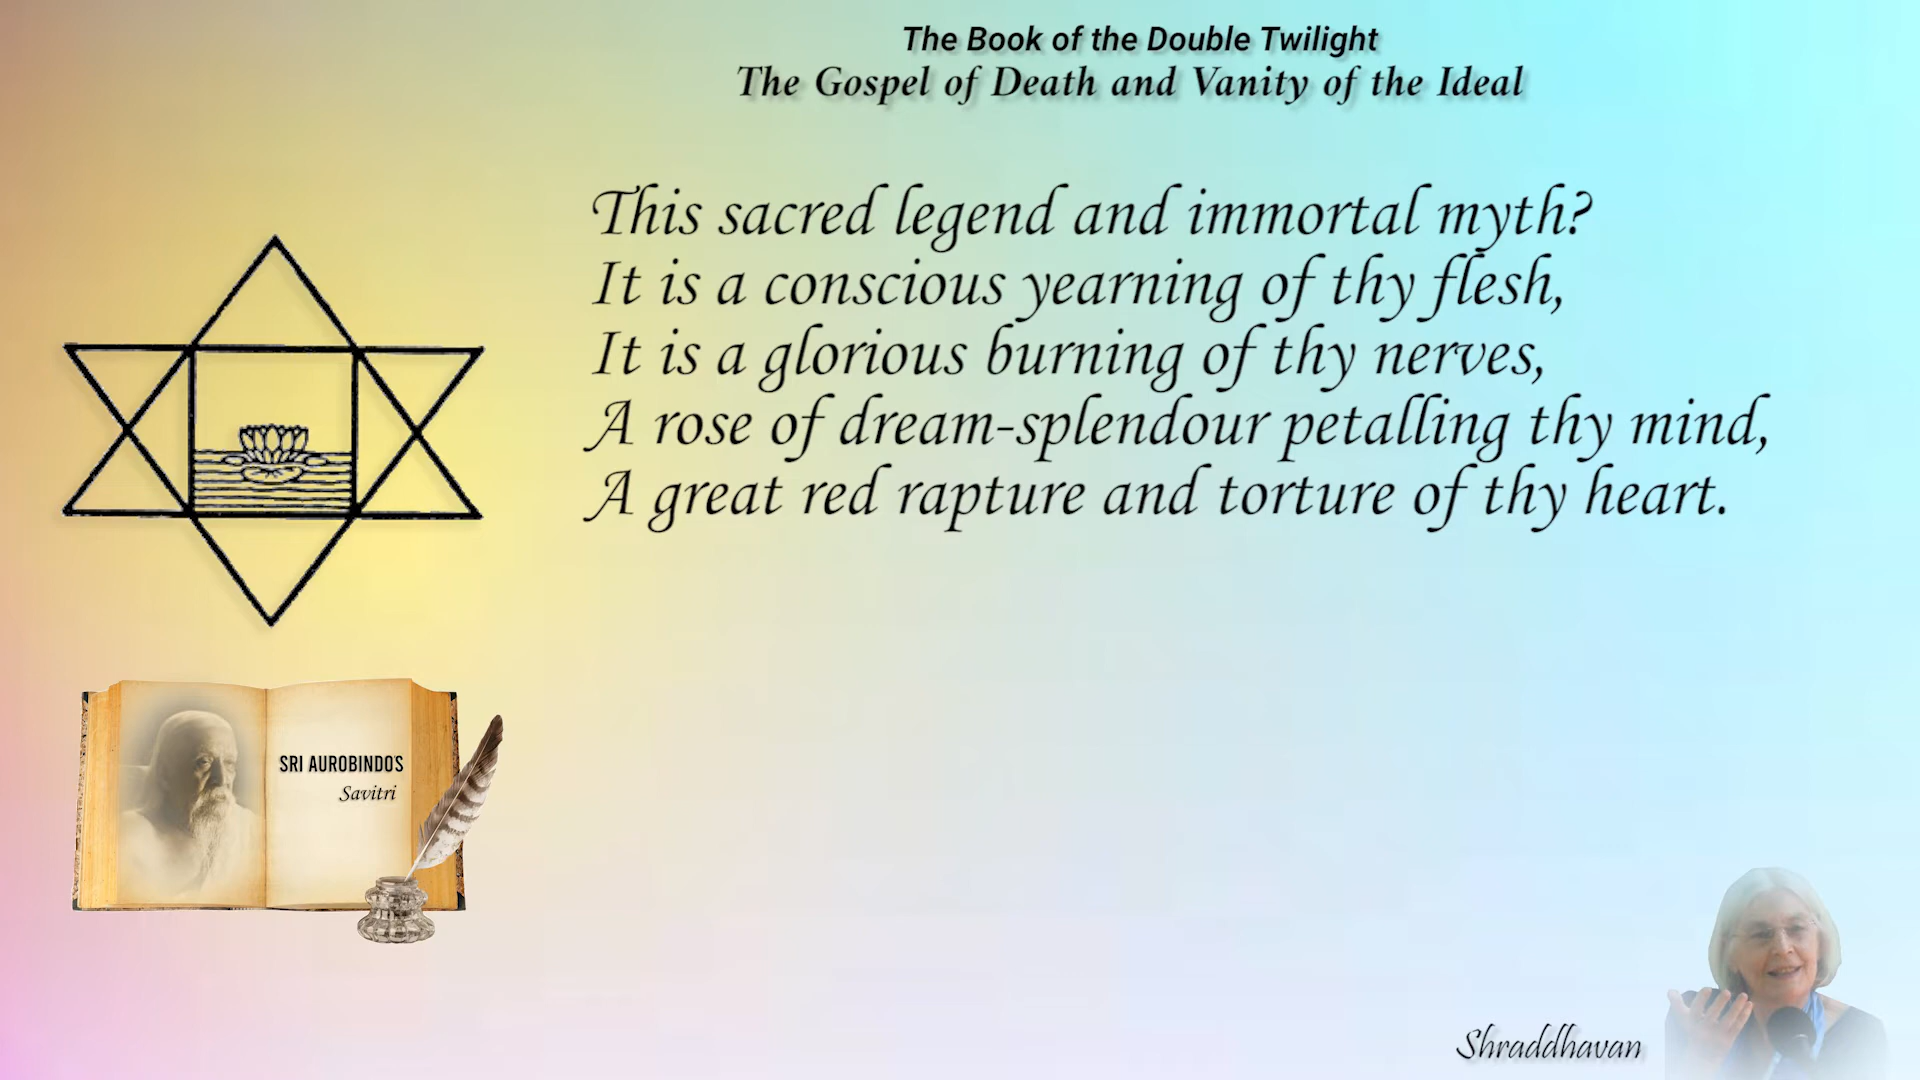 The Book of the Double Twilight
The Gospel of Death and Vanity of the Ideal
This sacred legend and immortal myth?
It is a conscious yearning of thy flesh,
It is a glorious burning of thy nerves,
A rose of dream-splendour petalling thy mind,
A great red rapture and torture of thy heart.
SRI AUROBINDO'S
Savitri
Shraddhavan